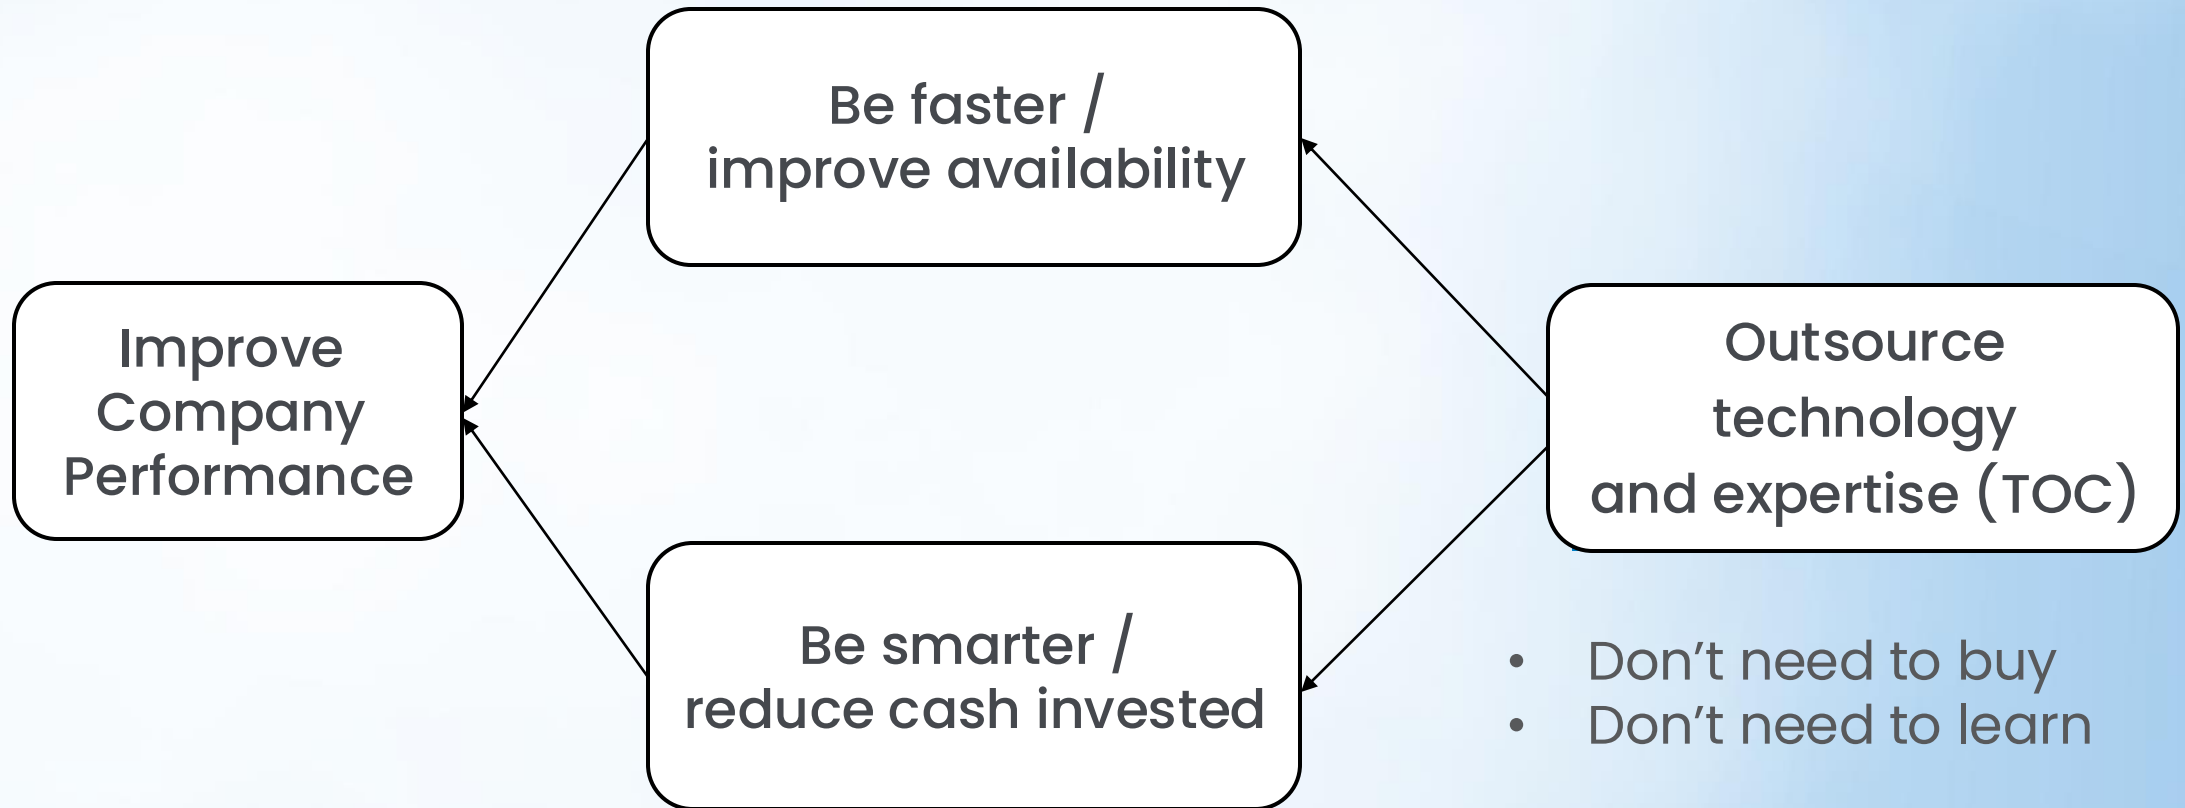 Be faster /
improve availability
Improve
Company
Performance
Outsource
technology
and expertise (TOC)
Be smarter /
reduce cash invested
• Don’t need to buy
• Don’t need to learn